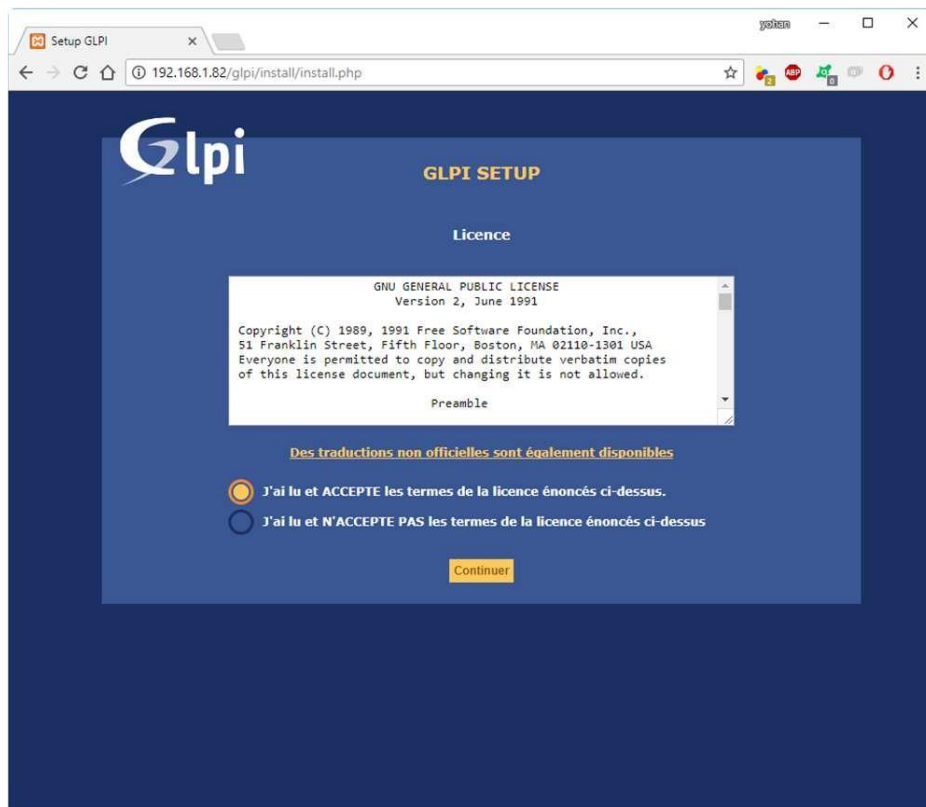 yohan
Setup GLPI
192.168.1.82/glpi/install/install.php
2
ABP
0
Glpi
GLPI SETUP
Licence
GNU GENERAL PUBLIC LICENSE
Version 2, June 1991
Copyright (C) 1989, 1991 Free Software Foundation, Inc.,
51 Franklin Street, Fifth Floor, Boston, MA 02110-1301 USA
Everyone is permitted to copy and distribute verbatim copies
of this license document, but changing it is not allowed.
Preamble
Des traductions non officielles sont également disponibles
J'ai lu et ACCEPTE les termes de la licence énoncés ci-dessus.
J'ai lu et N'ACCEPTE PAS les termes de la licence énoncés ci-dessus
Continuer